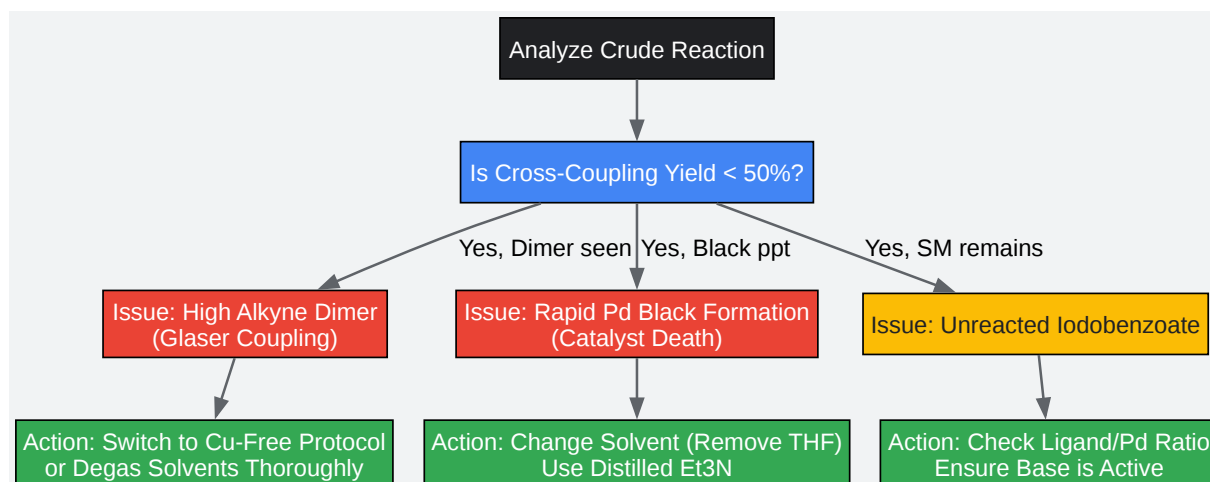 Analyze Crude Reaction
Is Cross-Coupling Yield < 50%?
Yes, Dimer seen
Yes, Black ppt
Yes, SM remains
Issue: High Alkyne Dimer
(Glaser Coupling)
Issue: Rapid Pd Black Formation
(Catalyst Death)
Issue: Unreacted Iodobenzoate
Action: Switch to Cu-Free Protocol
or Degas Solvents Thoroughly
Action: Change Solvent (Remove THF)
Use Distilled Et3N
Action: Check Ligand/Pd Ratio
Ensure Base is Active